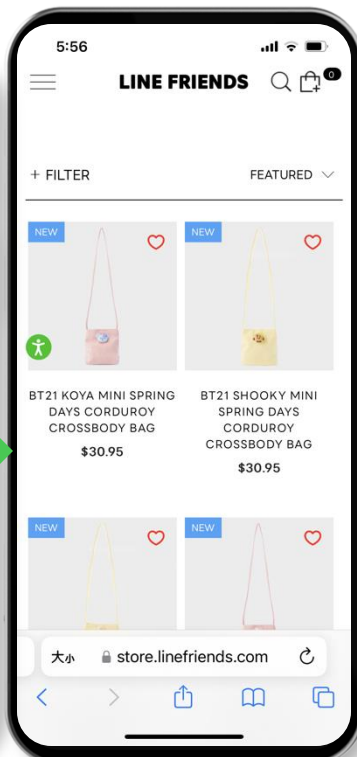 5:56
LINE FRIENDS
0
+ FILTER
FEATURED
NEW
NEW
BT21 KOYA MINI SPRING
DAYS CORDUROY
CROSSBODY BAG
$30.95
BT21 SHOOKY MINI
SPRING DAYS
CORDUROY
CROSSBODY BAG
$30.95
NEW
NEW
大小
store.linefriends.com